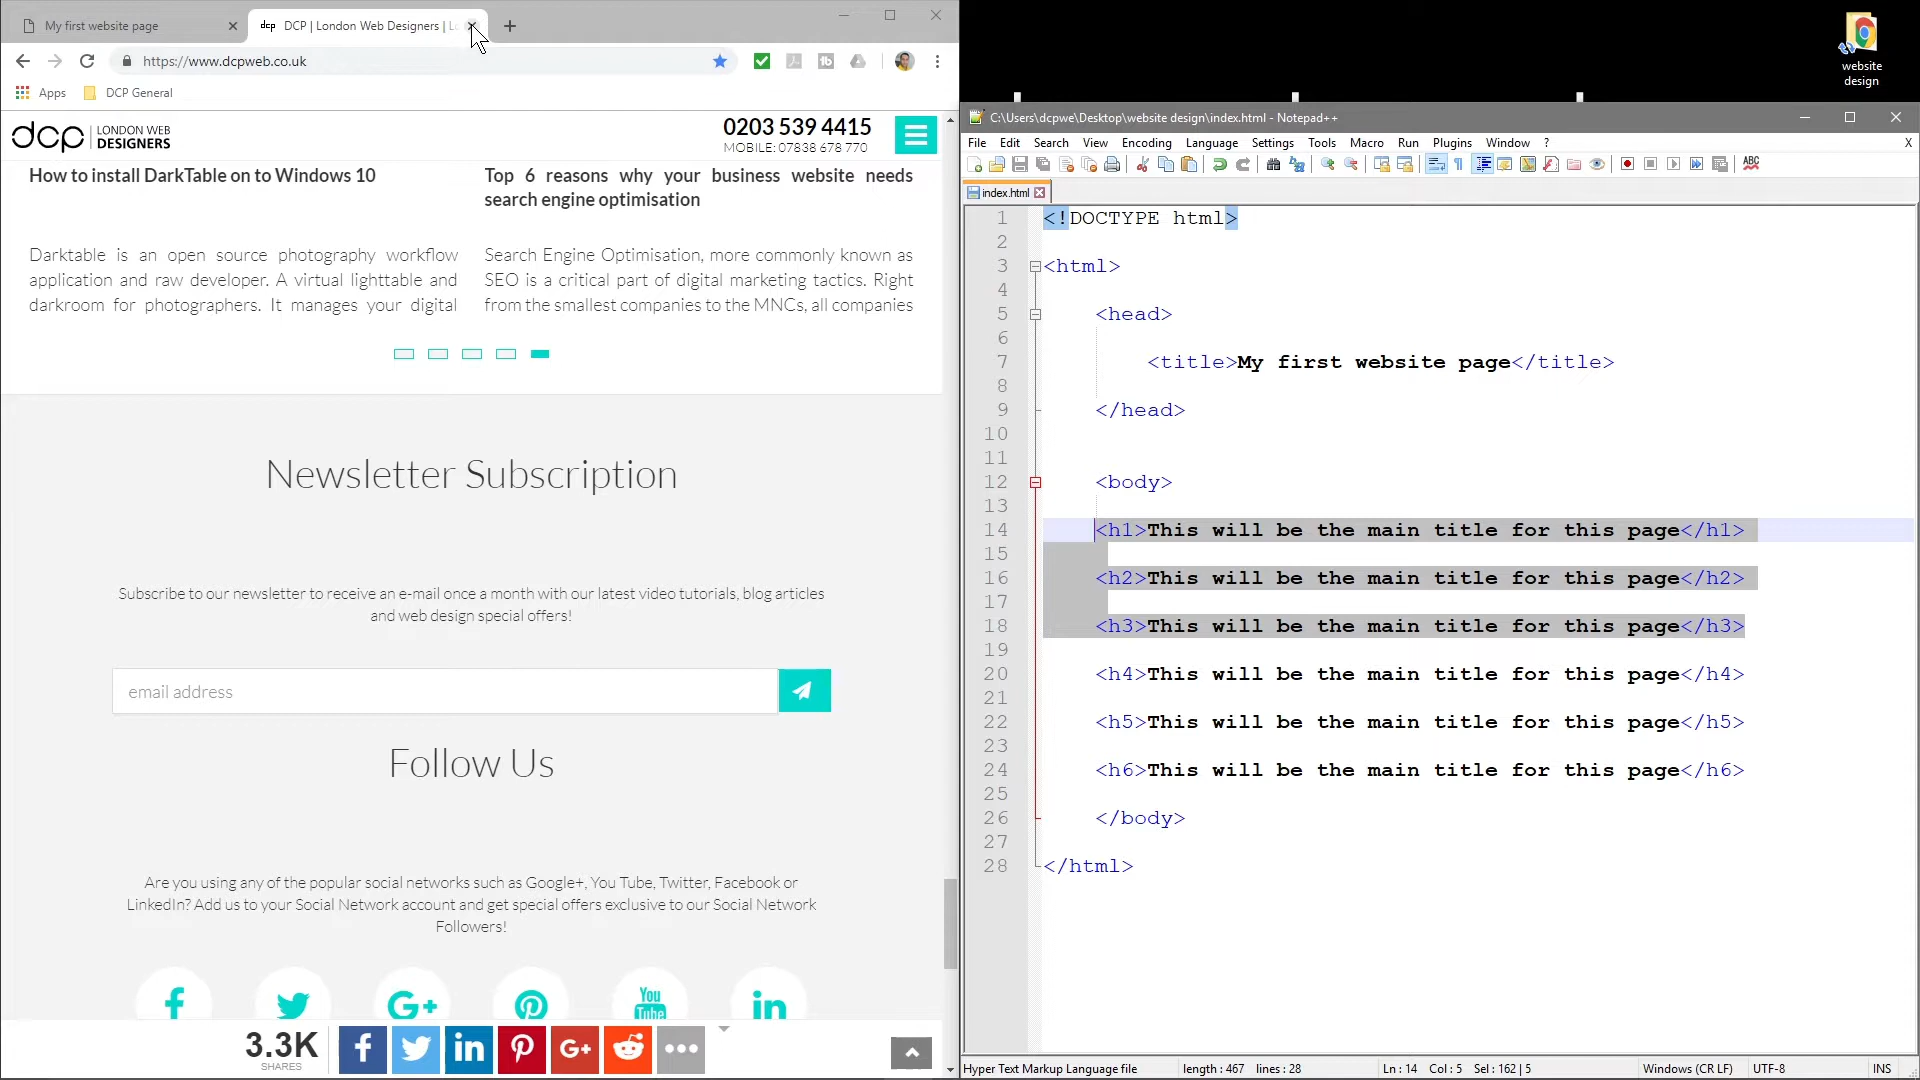 My first website page
dcp DCP | London Web Designers | Lo
https://www.dcpweb.co.uk
Apps DCP General
dcp LONDON WEB DESIGNERS
0203 539 4415
MOBILE: 07838 678 770
How to install DarkTable on to Windows 10
Darktable is an open source photography workflow
application and raw developer. A virtual lighttable and
darkroom for photographers. It manages your digital
Top 6 reasons why your business website needs
search engine optimisation
Search Engine Optimisation, more commonly known as
SEO is a critical part of digital marketing tactics. Right
from the smallest companies to the MNCs, all companies
Newsletter Subscription
Subscribe to our newsletter to receive an e-mail once a month with our latest video tutorials, blog articles
and web design special offers!
email address
Follow Us
Are you using any of the popular social networks such as Google+, You Tube, Twitter, Facebook or
LinkedIn? Add us to your Social Network account and get special offers exclusive to our Social Network
Followers!
f G+ You Tube in
3.3K
SHARES
f in G+
website
design
C:\Users\dcpwe\Desktop\website design\index.html - Notepad++
File Edit Search View Encoding Language Settings Tools Macro Run Plugins Window ? X
ABC
index.html
1 <!DOCTYPE html>
2
3 <html>
4
5 <head>
6
7 <title>My first website page</title>
8
9 </head>
10
11
12 <body>
13
14 <h1>This will be the main title for this page</h1>
15
16 <h2>This will be the main title for this page</h2>
17
18 <h3>This will be the main title for this page</h3>
19
20 <h4>This will be the main title for this page</h4>
21
22 <h5>This will be the main title for this page</h5>
23
24 <h6>This will be the main title for this page</h6>
25
26 </body>
27
28 </html>
Hyper Text Markup Language file length : 467 lines : 28 Ln : 14 Col : 5 Sel : 162 | 5 Windows (CR LF) UTF-8 INS